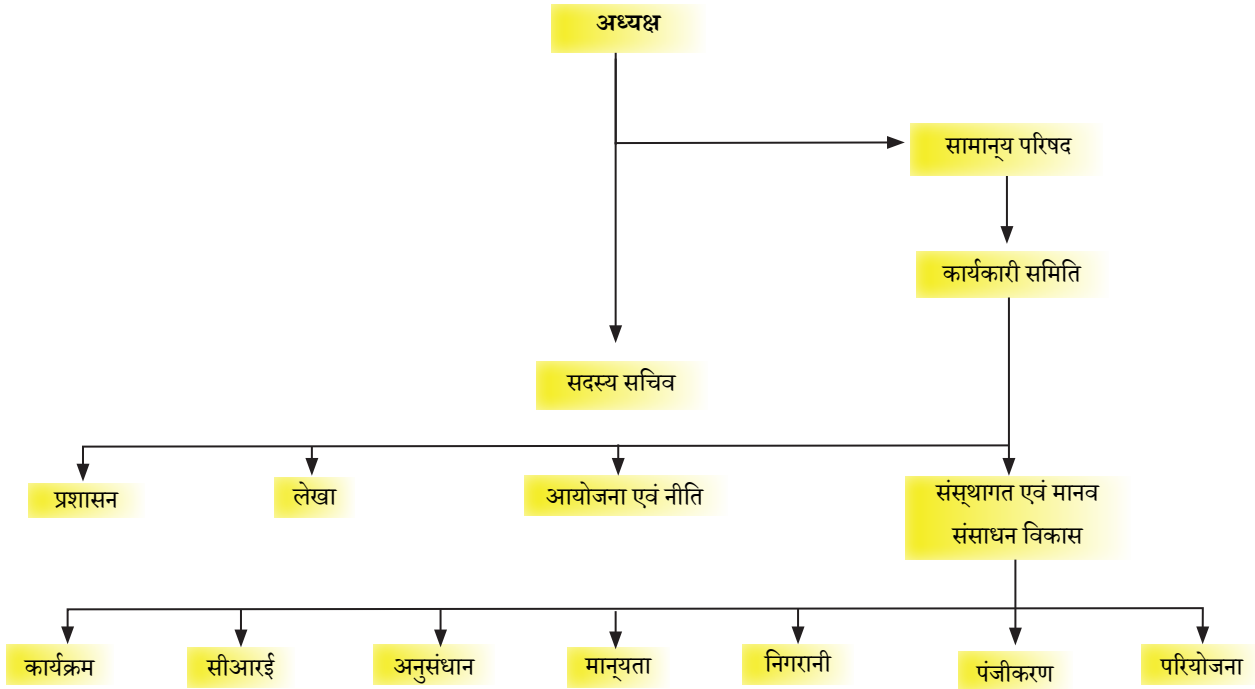 अध्यक्ष
सामान्य परिषद
कार्यकारी समिति
सदस्य सचिव
प्रशासन
लेखा
आयोजना एवं नीति
संस्थागत एवं मानव
संसाधन विकास
कार्यक्रम
सीआरई
अनुसंधान
मान्यता
निगरानी
पंजीकरण
परियोजना